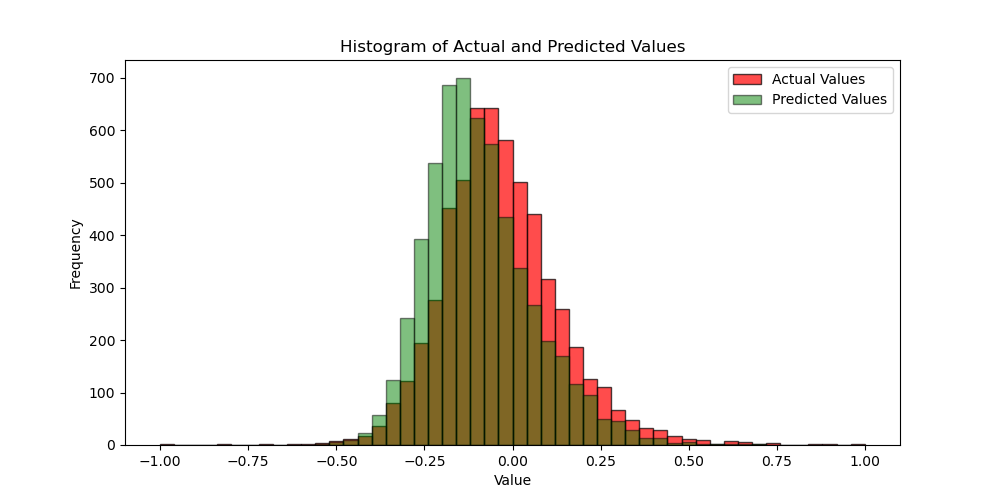 Histogram of Actual and Predicted Values
Actual Values
Predicted Values
Frequency
700
600
500
400
300
200
100
0
−1.00 −0.75 −0.50 −0.25 0.00 0.25 0.50 0.75 1.00
Value